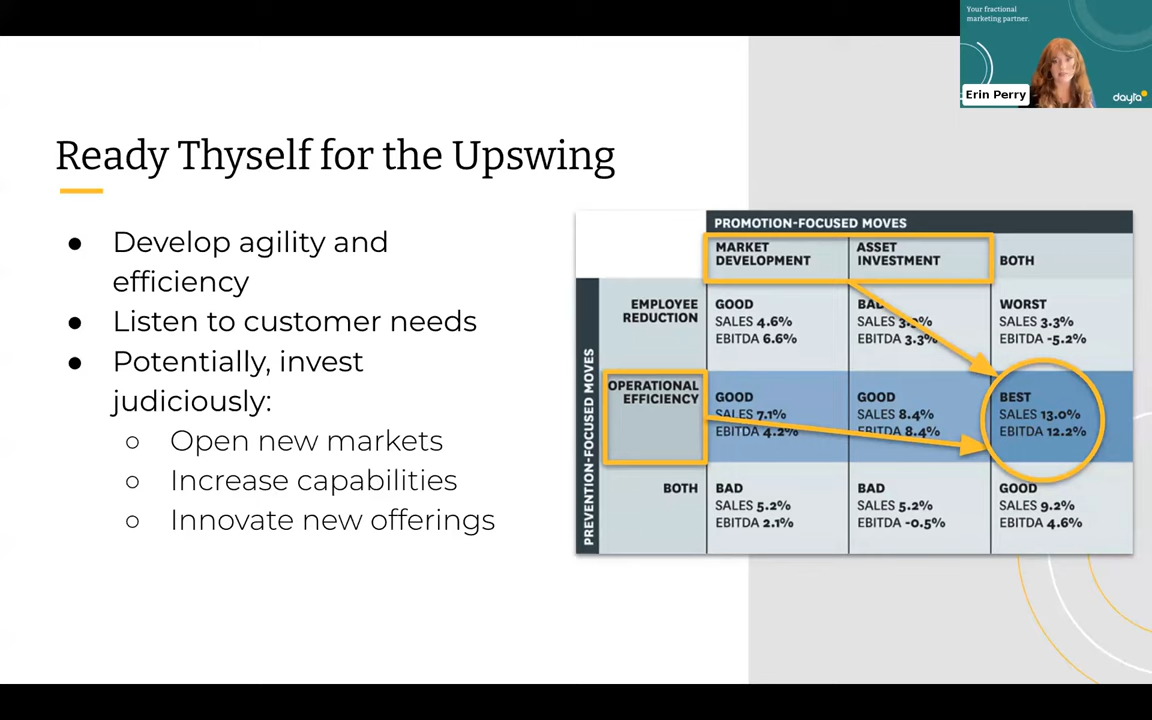 Your fractional
marketing partner.
Erin Perry
dayta
Ready Thyself for the Upswing
● Develop agility and
efficiency
● Listen to customer needs
● Potentially, invest
judiciously:
○ Open new markets
○ Increase capabilities
○ Innovate new offerings
PROMOTION-FOCUSED MOVES
MARKET
DEVELOPMENT
ASSET
INVESTMENT
BOTH
PREVENTION-FOCUSED MOVES
EMPLOYEE
REDUCTION
GOOD
SALES 4.6%
EBITDA 6.6%
BAD
SALES
EBITDA 3.3%
WORST
SALES 3.3%
EBITDA -5.2%
OPERATIONAL
EFFICIENCY
GOOD
SALES 7.1%
EBITDA 4.2%
GOOD
SALES 8.4%
EBITDA 8.4%
BEST
SALES 13.0%
EBITDA 12.2%
BOTH
BAD
SALES 5.2%
EBITDA 2.1%
BAD
SALES 5.2%
EBITDA -0.5%
GOOD
SALES 9.2%
EBITDA 4.6%